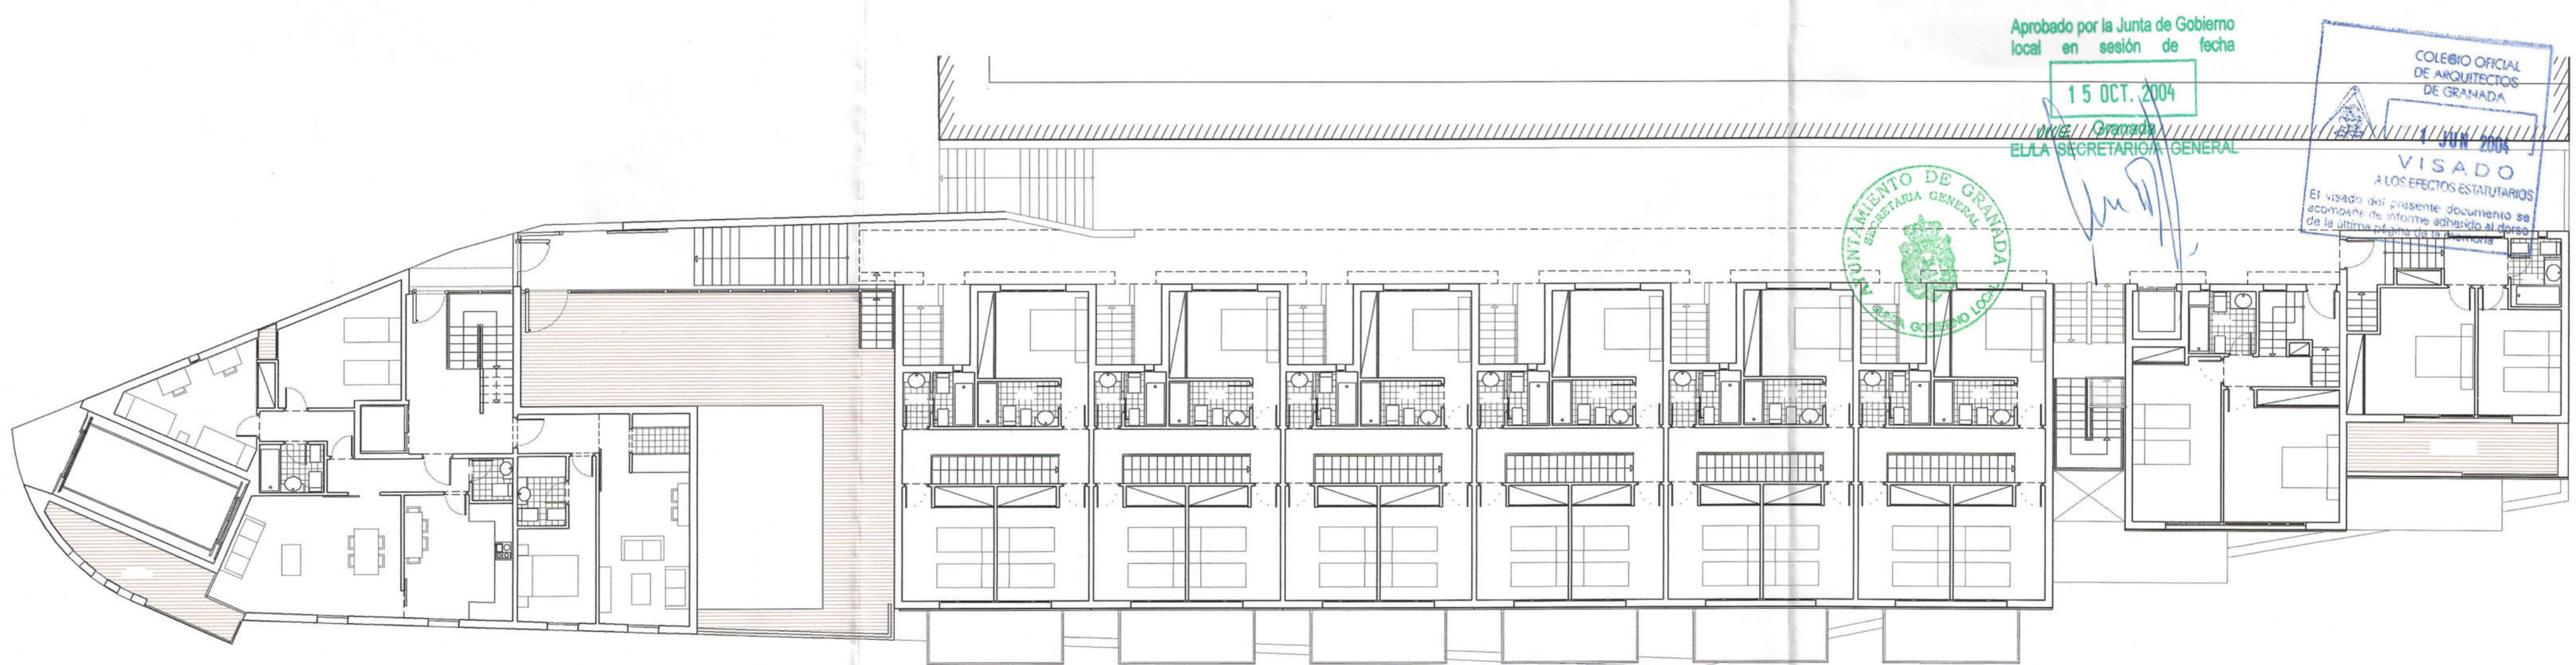 Aprobado por la Junta de Gobierno
local en sesión de fecha
15 OCT. 2004
Granada
EL/LA SECRETARIO/A GENERAL
AYUNTAMIENTO DE GRANADA
SECRETARIA GENERAL
JUNTA GOBIERNO LOCAL
COLEGIO OFICIAL
DE ARQUITECTOS
DE GRANADA
1 JUN 2004
VISADO
A LOS EFECTOS ESTATUTARIOS
El visado del presente documento se
acompaña de informe adherido al dorso
de la última página de la memoria